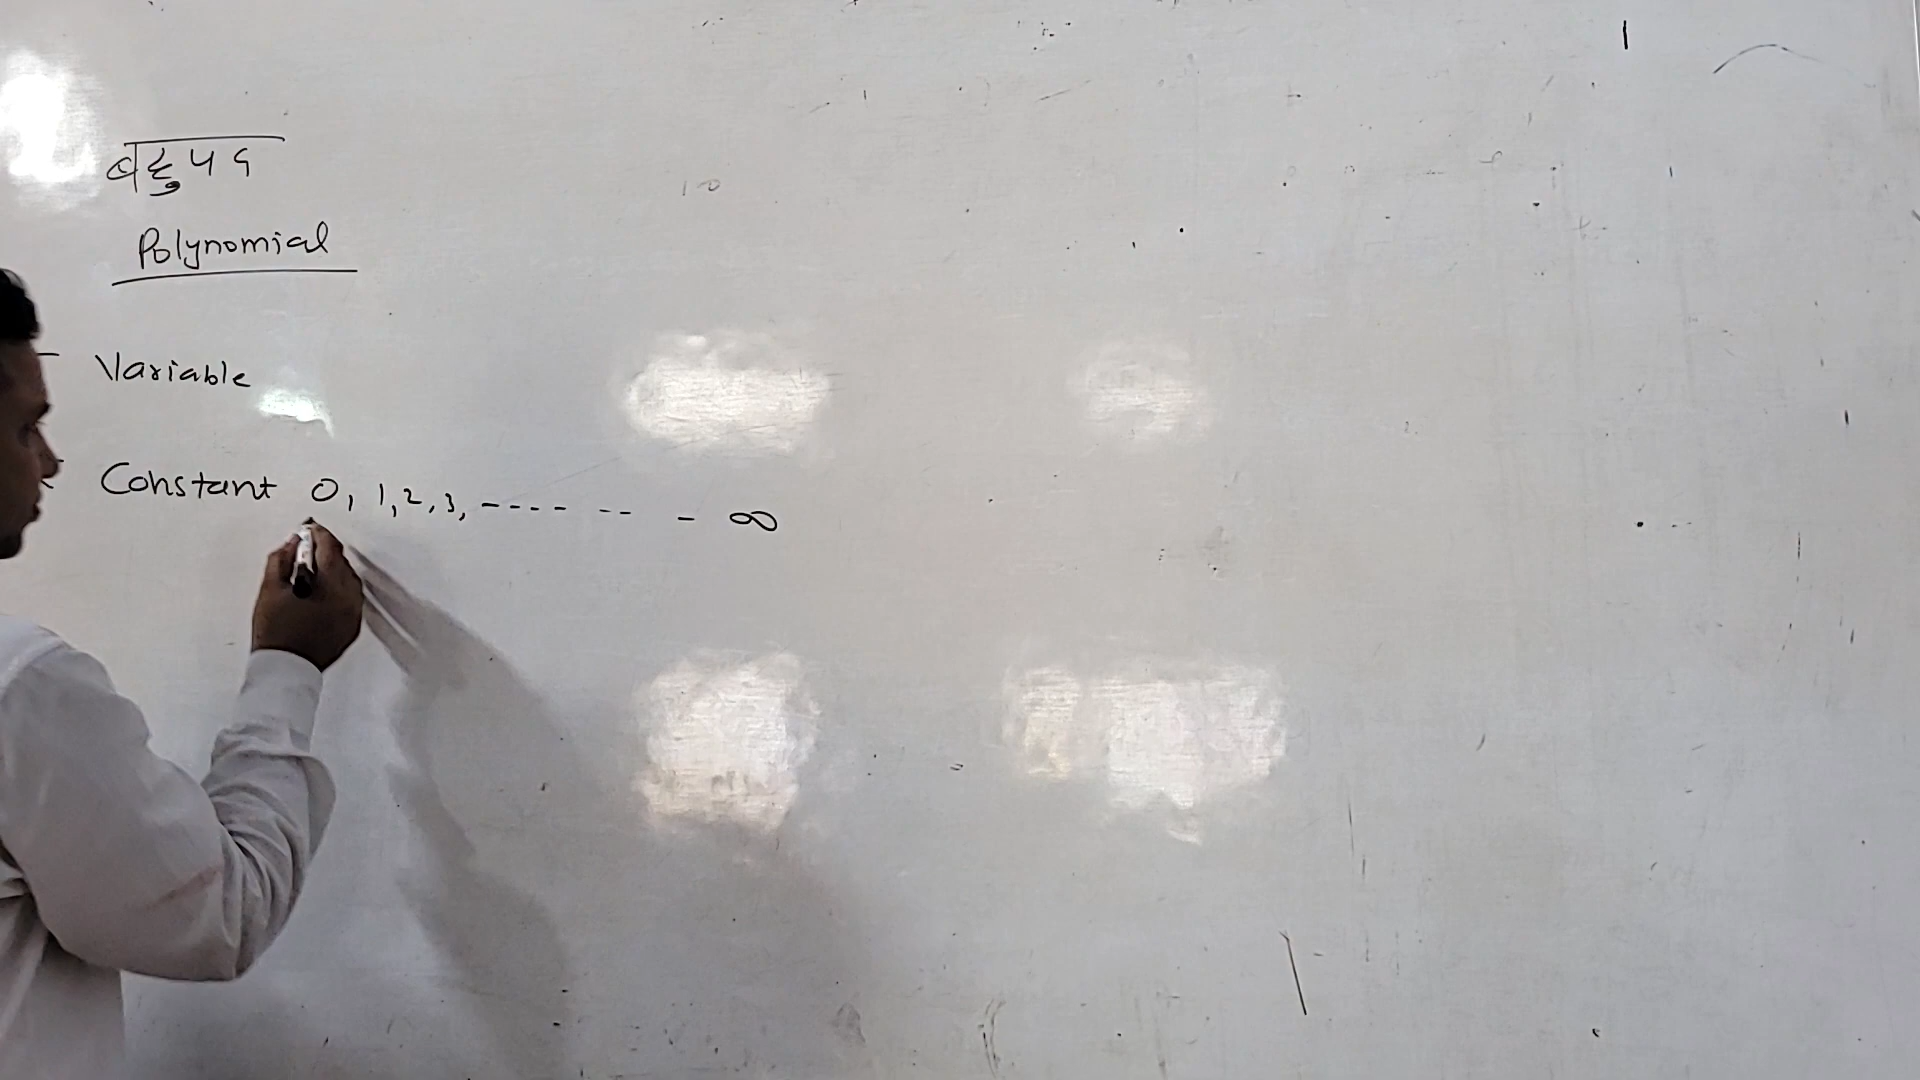 बहुपद
Polynomial
Variable
Constant 0, 1, 2, 3, ---- -- - ∞